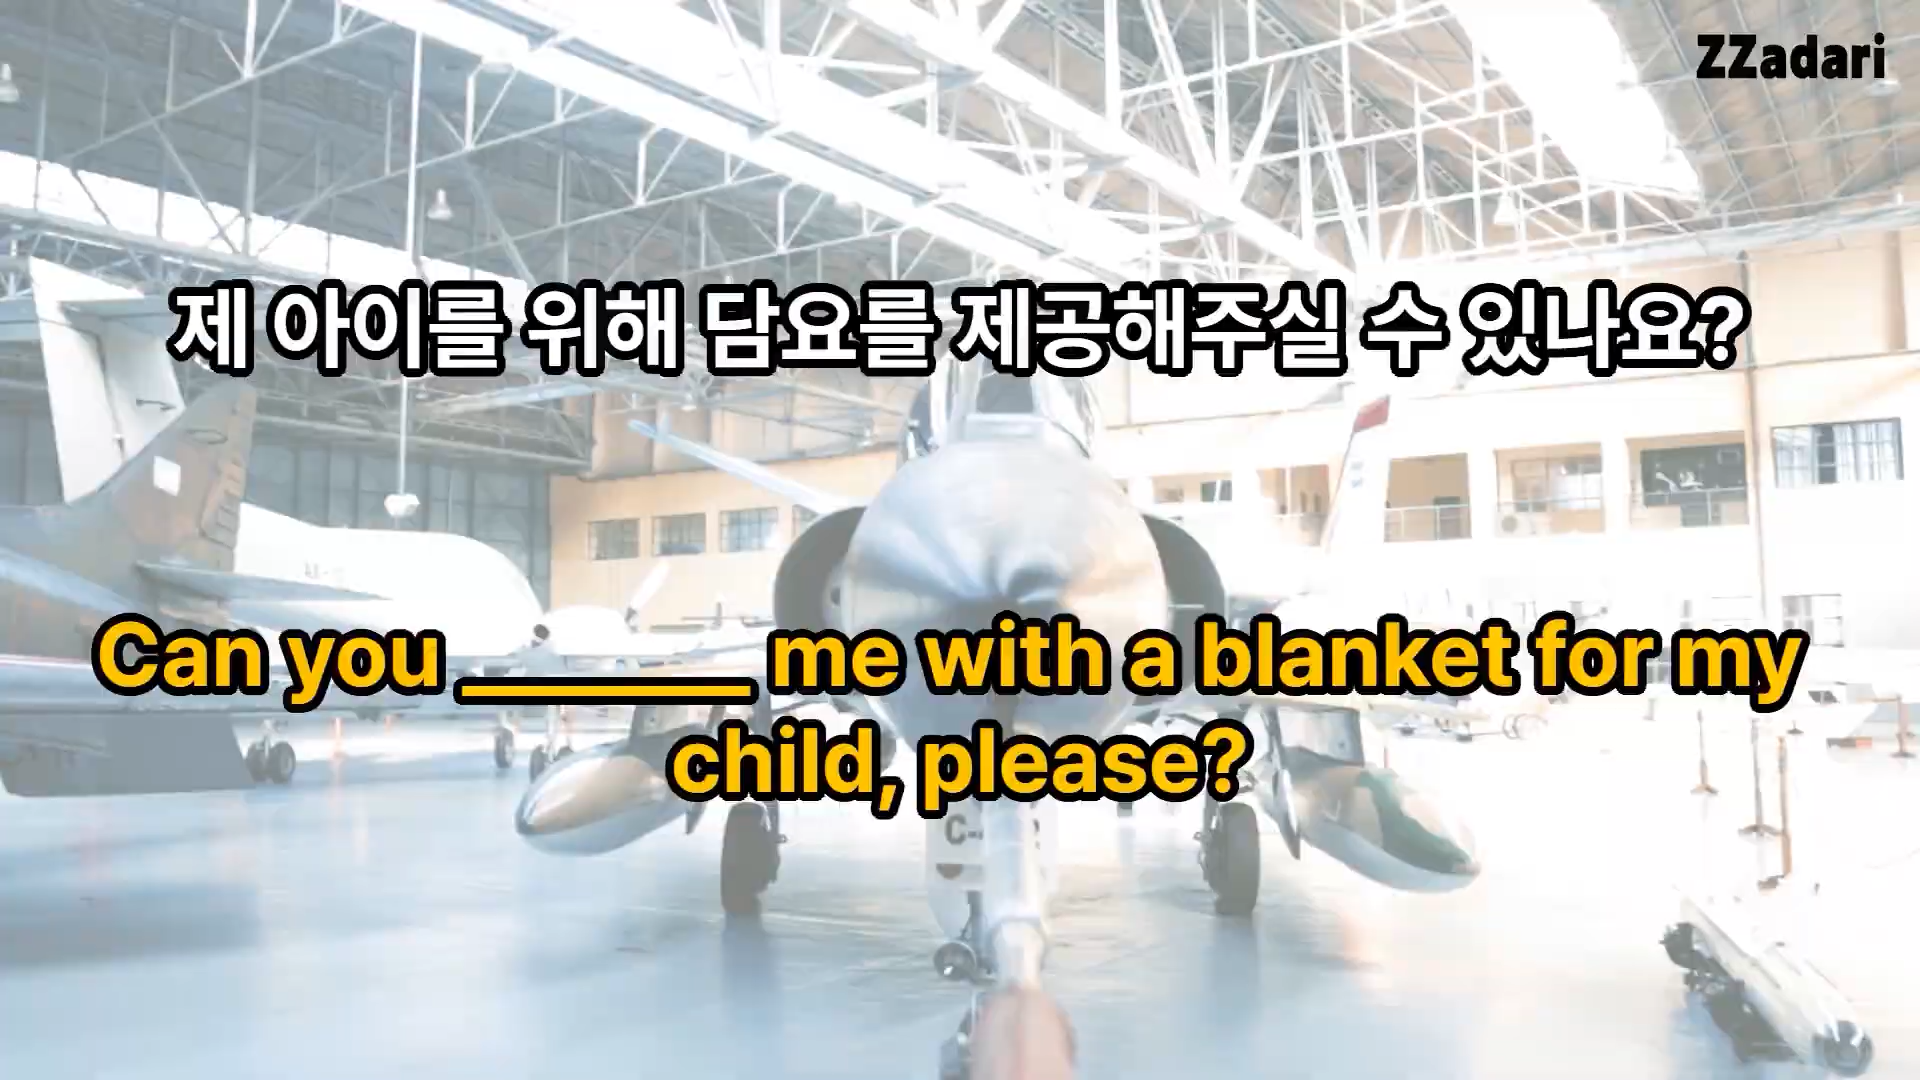 ZZadari
제 아이를 위해 담요를 제공해주실 수 있나요?
Can you ______ me with a blanket for my
child, please?
C-